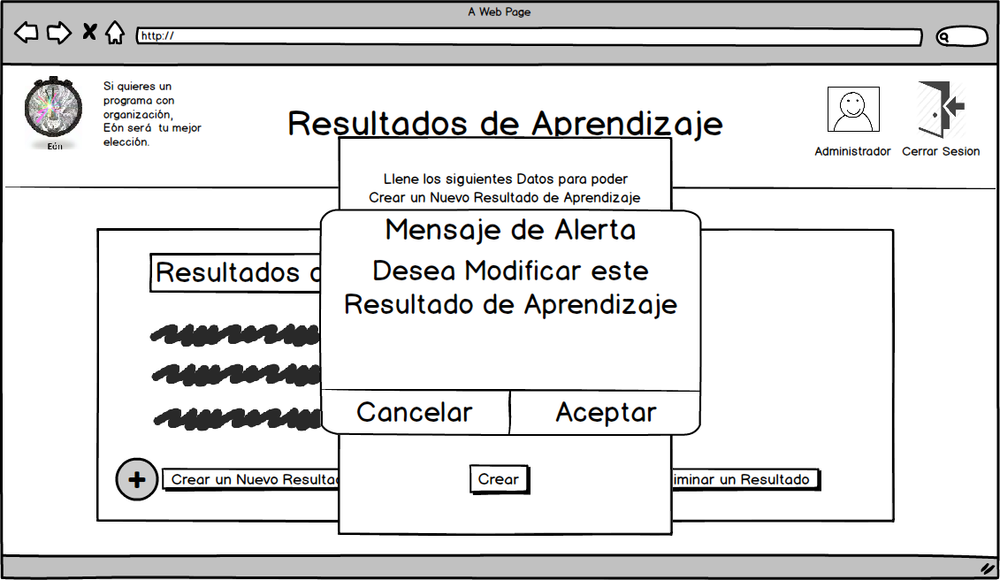 A Web Page
http://
Si quieres un
programa con
organización,
Eón será tu mejor
elección.
Eón
Resultados de Aprendizaje
Administrador
Cerrar Sesion
Llene los siguientes Datos para poder
Crear un Nuevo Resultado de Aprendizaje
Mensaje de Alerta
Desea Modificar este
Resultado de Aprendizaje
Resultados
Cancelar
Aceptar
Crear un Nuevo
Crear
un Resultado